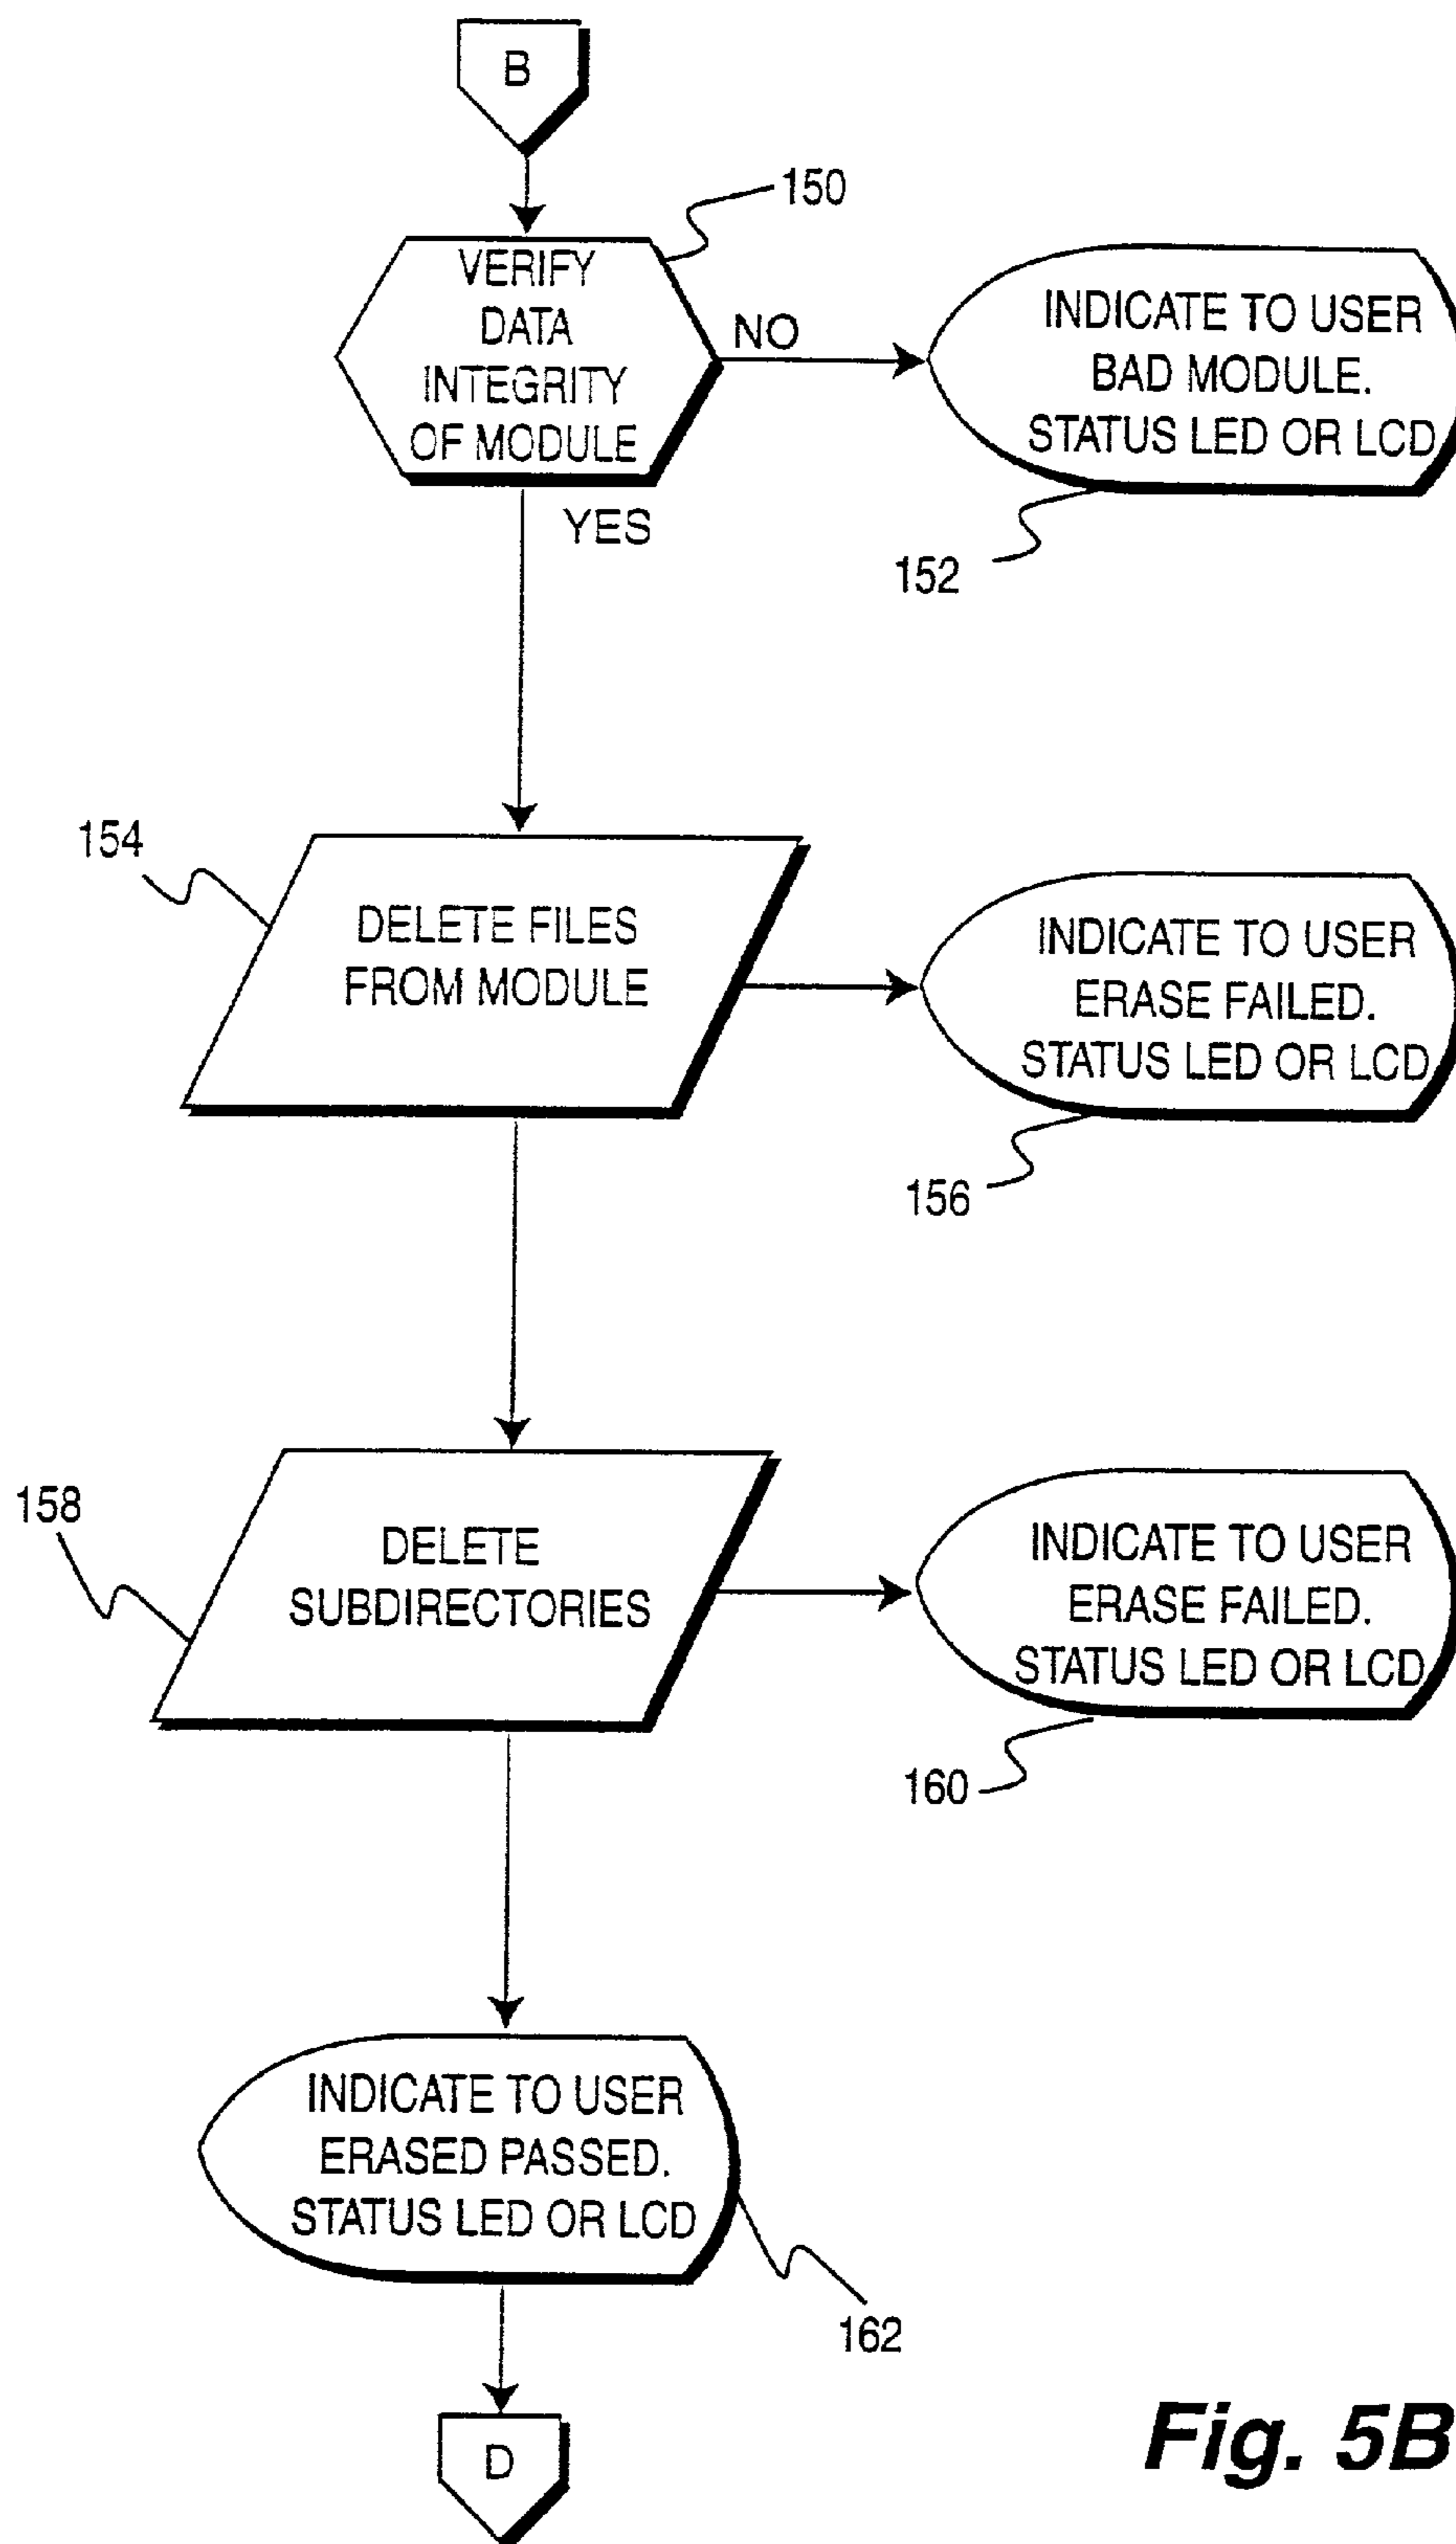 B
150
VERIFY
DATA
INTEGRITY
OF MODULE
NO
INDICATE TO USER
BAD MODULE.
STATUS LED OR LCD
152
YES
154
DELETE FILES
FROM MODULE
INDICATE TO USER
ERASE FAILED.
STATUS LED OR LCD
156
158
DELETE
SUBDIRECTORIES
INDICATE TO USER
ERASE FAILED.
STATUS LED OR LCD
160
INDICATE TO USER
ERASED PASSED.
STATUS LED OR LCD
162
D
Fig. 5B